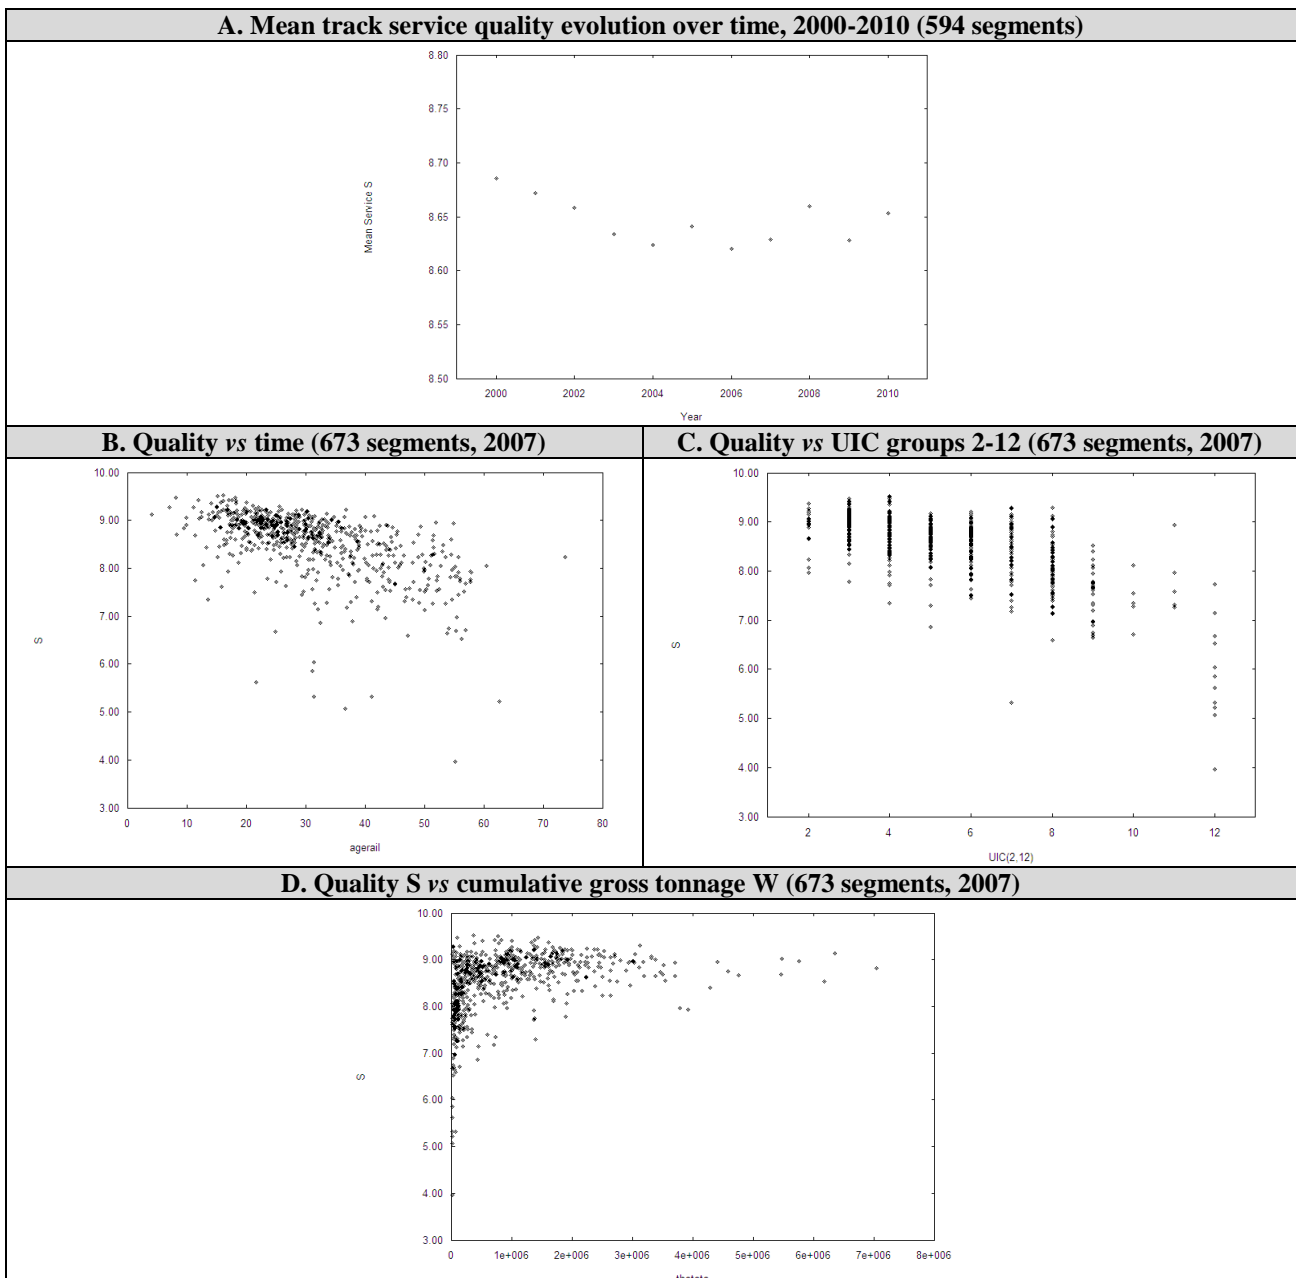 A. Mean track service quality evolution over time, 2000-2010 (594 segments)
8.80
8.75
8.70
8.65
8.60
8.55
8.50
Mean Service S
2000 2002 2004 2006 2008 2010
Year
B. Quality vs time (673 segments, 2007)
10.00
9.00
8.00
7.00
6.00
5.00
4.00
3.00
S
0 10 20 30 40 50 60 70 80
agerail
C. Quality vs UIC groups 2-12 (673 segments, 2007)
10.00
9.00
8.00
7.00
6.00
5.00
4.00
3.00
S
2 4 6 8 10 12
UIC(2,12)
D. Quality S vs cumulative gross tonnage W (673 segments, 2007)
10.00
9.00
8.00
7.00
6.00
5.00
4.00
3.00
S
0 1e+006 2e+006 3e+006 4e+006 5e+006 6e+006 7e+006 8e+006